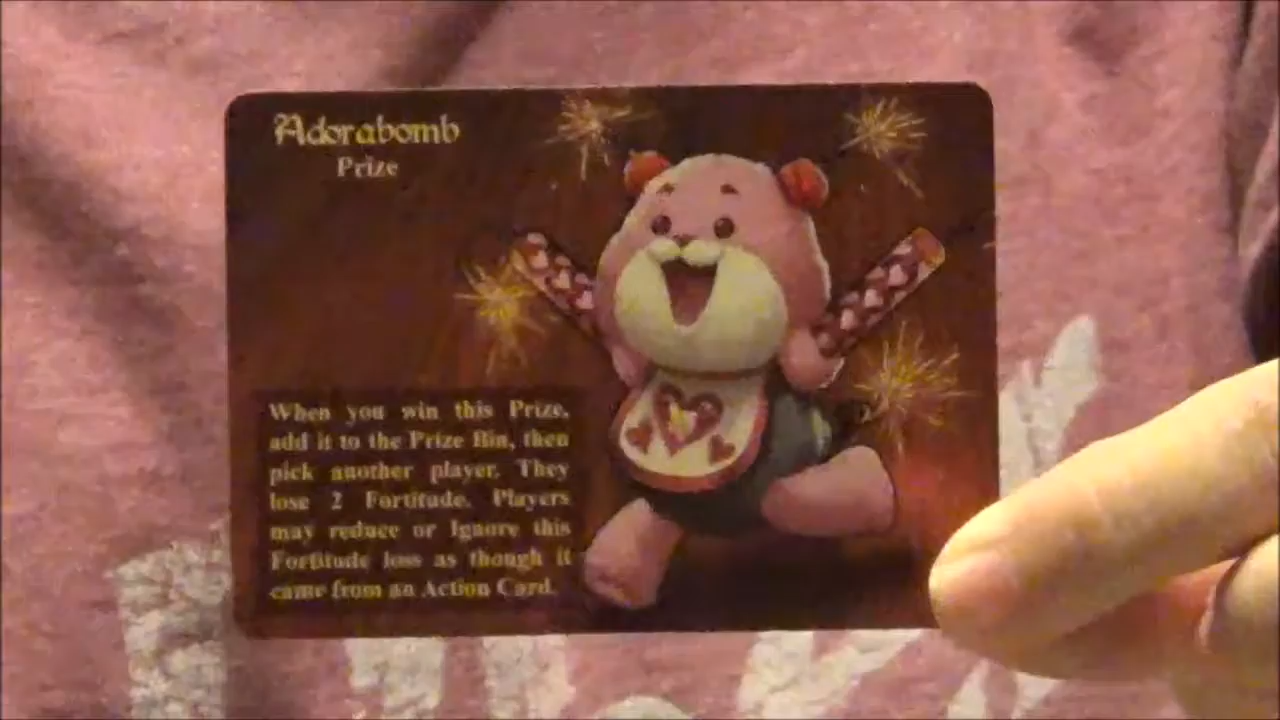 Adorabomb
Prize
When you win this Prize,
add it to the Prize Bin, then
pick another player. They
lose 2 Fortitude. Players
may reduce or Ignore this
Fortitude loss as though it
came from an Action Card.